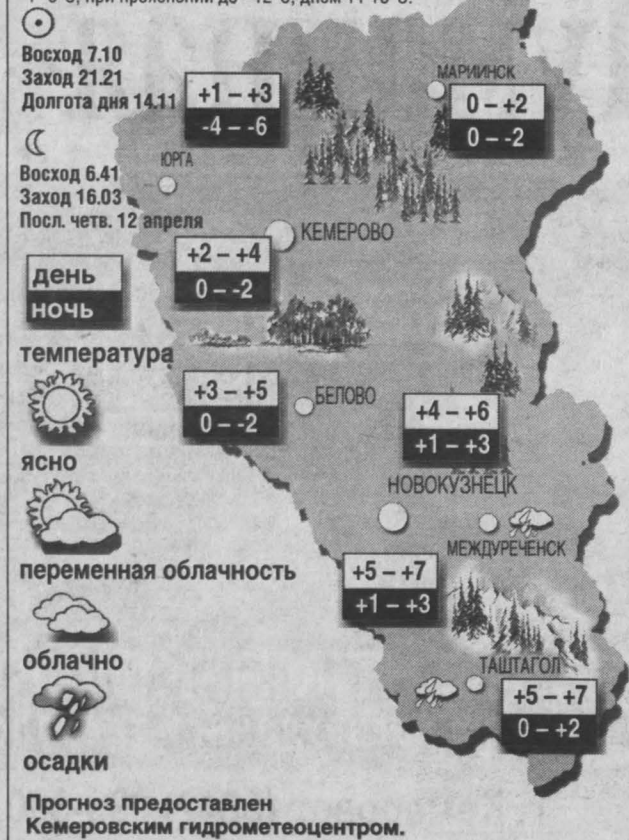 Восход 7.10
Заход 21.21
Долгота дня 14.11
+1 – +3
-4 – -6
МАРИИНСК
0 – +2
0 – -2
ЮРГА
Восход 6.41
Заход 16.03
Посл. четв. 12 апреля
КЕМЕРОВО
+2 – +4
0 – -2
день
ночь
температура
+3 – +5
0 – -2
БЕЛОВО
+4 – +6
+1 – +3
ясно
НОВОКУЗНЕЦК
МЕЖДУРЕЧЕНСК
переменная облачность
+5 – +7
+1 – +3
облачно
ТАШТАГОЛ
+5 – +7
0 – +2
осадки
Прогноз предоставлен
Кемеровским гидрометеоцентром.